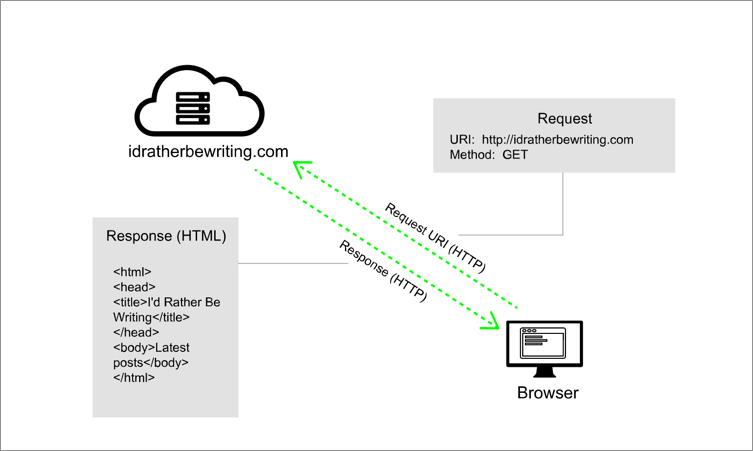 idratherbewriting.com
Request
URI:  http://idratherbewriting.com
Method:  GET
Request URI (HTTP)
Response (HTTP)
Response (HTML)
<html>
<head>
<title>I'd Rather Be
Writing</title>
</head>
<body>Latest
posts</body>
</html>
Browser